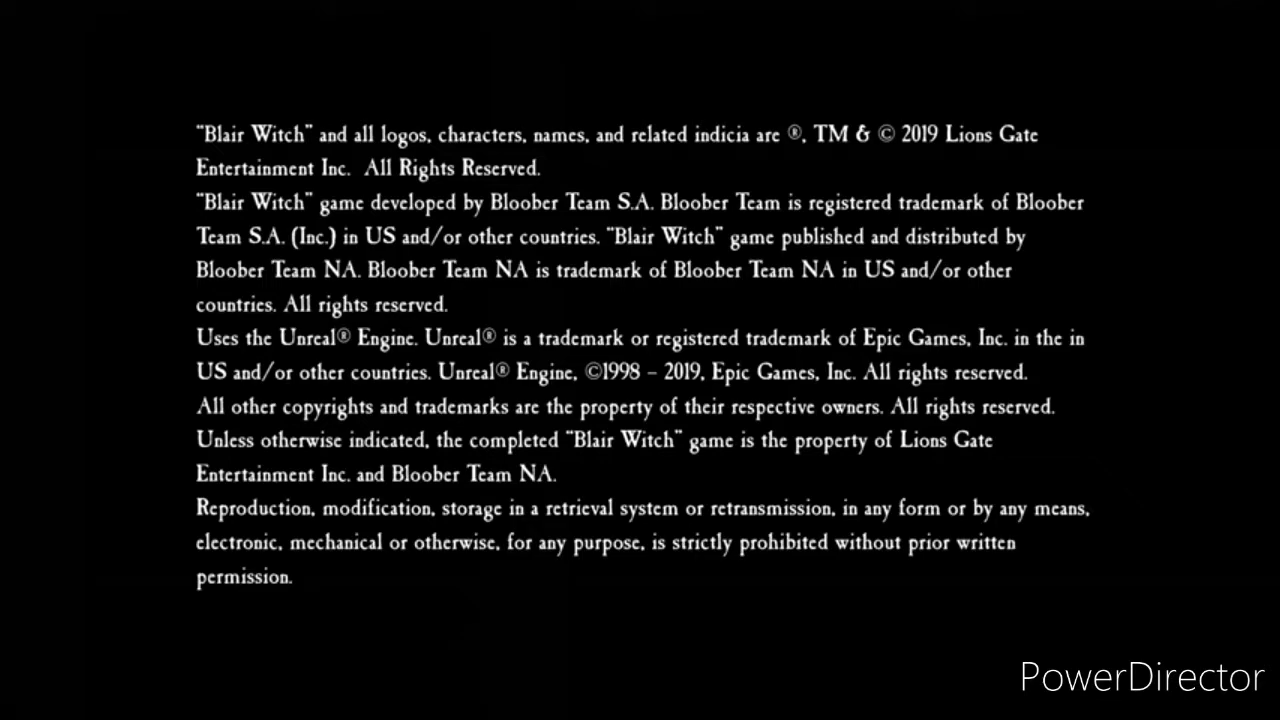 "Blair Witch" and all logos, characters, names, and related indicia are ®, TM & © 2019 Lions Gate
Entertainment Inc.  All Rights Reserved.
"Blair Witch" game developed by Bloober Team S.A. Bloober Team is registered trademark of Bloober
Team S.A. (Inc.) in US and/or other countries. "Blair Witch" game published and distributed by
Bloober Team NA. Bloober Team NA is trademark of Bloober Team NA in US and/or other
countries. All rights reserved.
Uses the Unreal® Engine. Unreal® is a trademark or registered trademark of Epic Games, Inc. in the in
US and/or other countries. Unreal® Engine, ©1998 – 2019, Epic Games, Inc. All rights reserved.
All other copyrights and trademarks are the property of their respective owners. All rights reserved.
Unless otherwise indicated, the completed "Blair Witch" game is the property of Lions Gate
Entertainment Inc. and Bloober Team NA.
Reproduction, modification, storage in a retrieval system or retransmission, in any form or by any means,
electronic, mechanical or otherwise, for any purpose, is strictly prohibited without prior written
permission.
PowerDirector